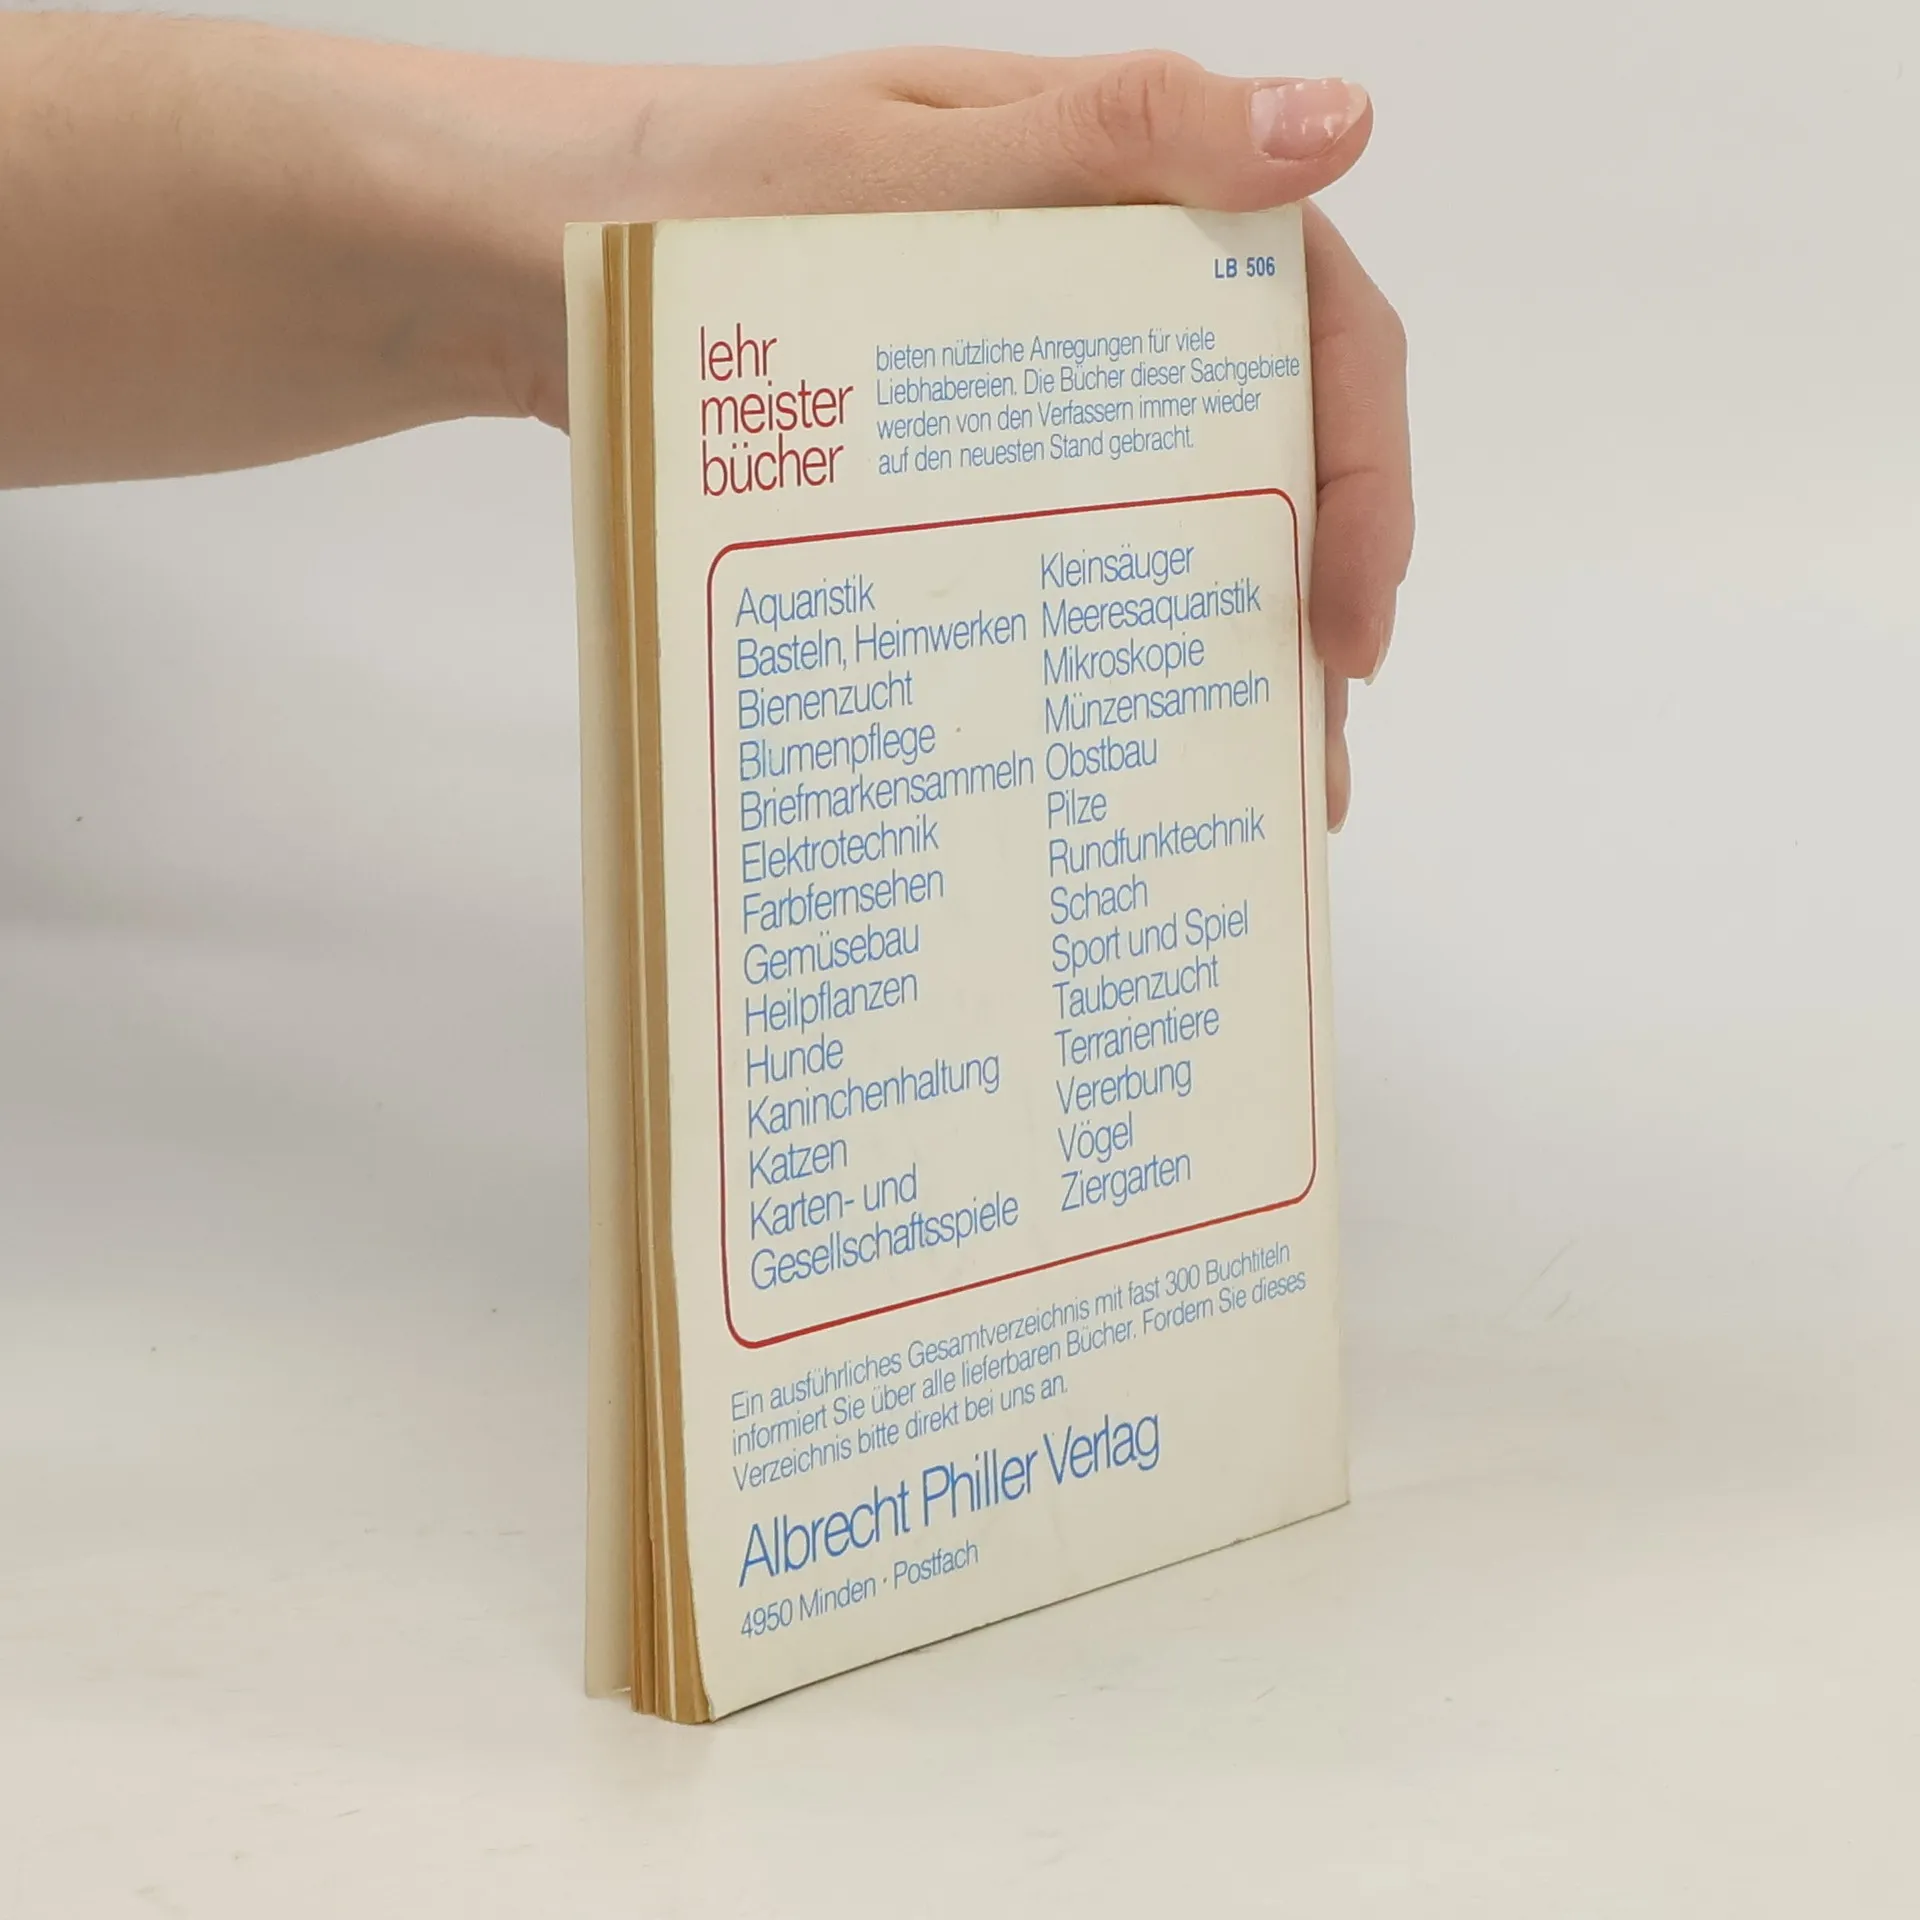 LB 506
lehr
meister
bücher
bieten nützliche Anregungen für viele
Liebhabereien. Die Bücher dieser Sachgebiete
werden von den Verfassern immer wieder
auf den neuesten Stand gebracht.
Aquaristik
Basteln, Heimwerken
Bienenzucht
Blumenpflege
Briefmarkensammeln
Elektrotechnik
Farbfernsehen
Gemüsebau
Heilpflanzen
Hunde
Kaninchenhaltung
Katzen
Karten- und
Gesellschaftsspiele
Kleinsäuger
Meeresaquaristik
Mikroskopie
Münzensammeln
Obstbau
Pilze
Rundfunktechnik
Schach
Sport und Spiel
Taubenzucht
Terrarientiere
Vererbung
Vögel
Ziergarten
Ein ausführliches Gesamtverzeichnis mit fast 300 Buchtiteln
informiert Sie über alle lieferbaren Bücher. Fordern Sie dieses
Verzeichnis bitte direkt bei uns an.
Albrecht Philler Verlag
4950 Minden · Postfach